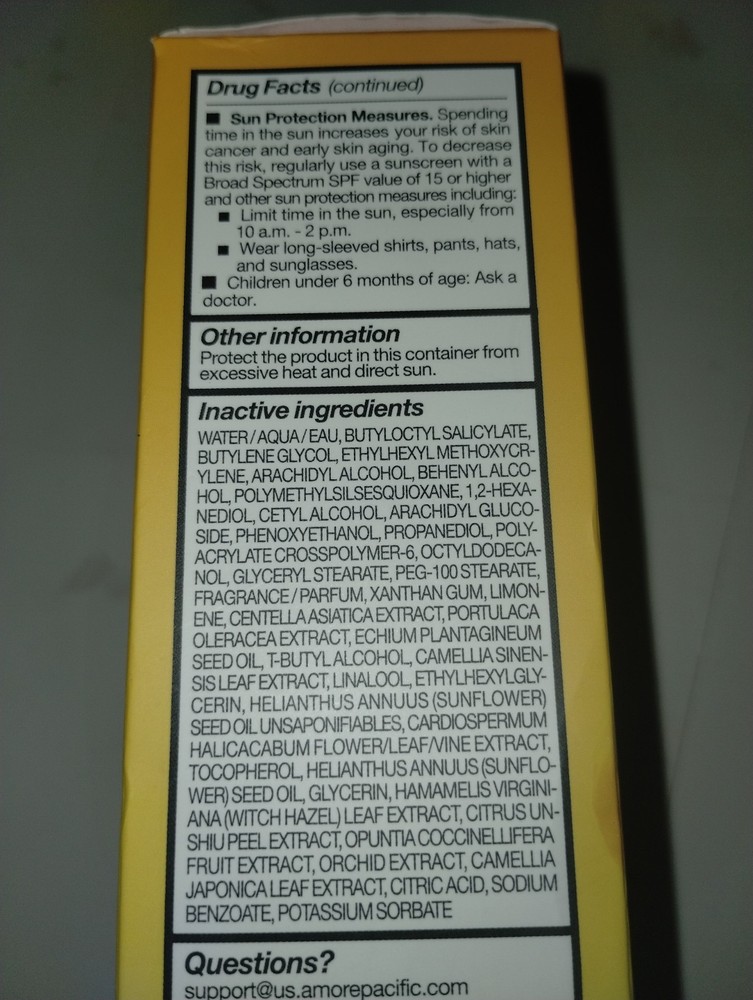 Drug Facts (continued)
■ Sun Protection Measures. Spending
time in the sun increases your risk of skin
cancer and early skin aging. To decrease
this risk, regularly use a sunscreen with a
Broad Spectrum SPF value of 15 or higher
and other sun protection measures including:
■ Limit time in the sun, especially from
10 a.m. - 2 p.m.
■ Wear long-sleeved shirts, pants, hats,
and sunglasses.
■ Children under 6 months of age: Ask a
doctor.
Other information
Protect the product in this container from
excessive heat and direct sun.
Inactive ingredients
WATER / AQUA / EAU, BUTYLOCTYL SALICYLATE,
BUTYLENE GLYCOL, ETHYLHEXYL METHOXYCR-
YLENE, ARACHIDYL ALCOHOL, BEHENYL ALCO-
HOL, POLYMETHYLSILSESQUIOXANE, 1,2-HEXA-
NEDIOL, CETYL ALCOHOL, ARACHIDYL GLUCO-
SIDE, PHENOXYETHANOL, PROPANEDIOL, POLY-
ACRYLATE CROSSPOLYMER-6, OCTYLDODECA-
NOL, GLYCERYL STEARATE, PEG-100 STEARATE,
FRAGRANCE / PARFUM, XANTHAN GUM, LIMON-
ENE, CENTELLA ASIATICA EXTRACT, PORTULACA
OLERACEA EXTRACT, ECHIUM PLANTAGINEUM
SEED OIL, T-BUTYL ALCOHOL, CAMELLIA SINEN-
SIS LEAF EXTRACT, LINALOOL, ETHYLHEXYLGLY-
CERIN, HELIANTHUS ANNUUS (SUNFLOWER)
SEED OIL UNSAPONIFIABLES, CARDIOSPERMUM
HALICACABUM FLOWER/LEAF/VINE EXTRACT,
TOCOPHEROL, HELIANTHUS ANNUUS (SUNFLO-
WER) SEED OIL, GLYCERIN, HAMAMELIS VIRGINI-
ANA (WITCH HAZEL) LEAF EXTRACT, CITRUS UN-
SHIU PEEL EXTRACT, OPUNTIA COCCINELLIFERA
FRUIT EXTRACT, ORCHID EXTRACT, CAMELLIA
JAPONICA LEAF EXTRACT, CITRIC ACID, SODIUM
BENZOATE, POTASSIUM SORBATE
Questions?
support@us.amorepacific.com